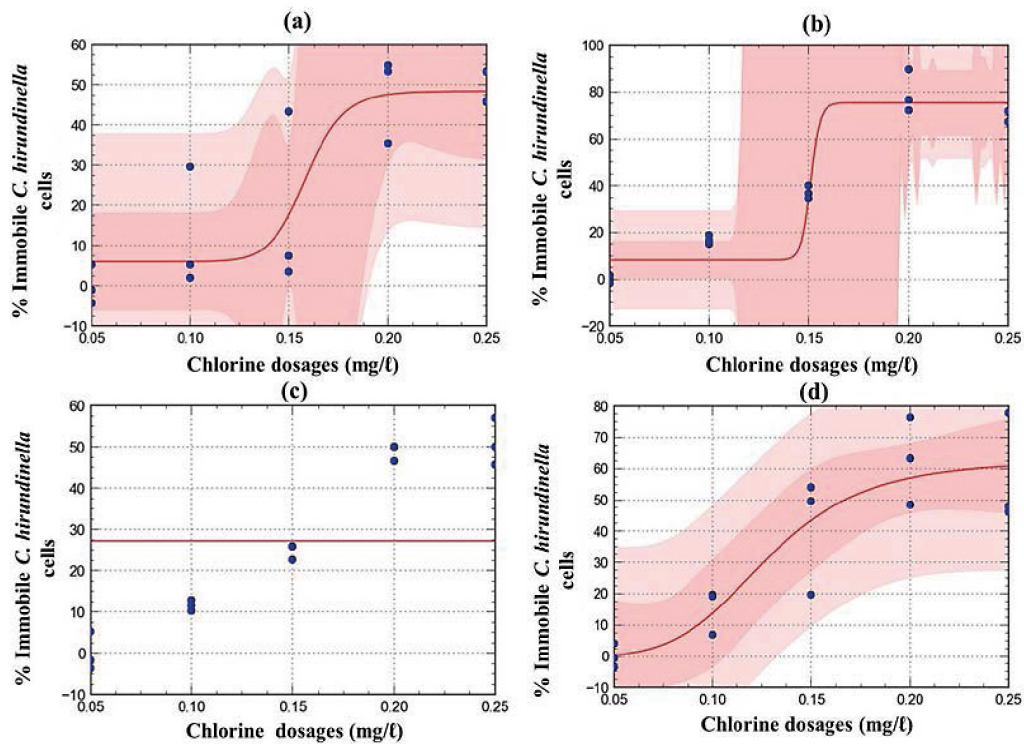 (a)
% Immobile C. hirundinella
cells
60
50
40
30
20
10
0
−10
0.05 0.10 0.15 0.20 0.25
Chlorine dosages (mg/ℓ)
(b)
% Immobile C. hirundinella
cells
100
80
60
40
20
0
−20
0.05 0.10 0.15 0.20 0.25
Chlorine dosages (mg/ℓ)
(c)
% Immobile C. hirundinella
cells
60
50
40
30
20
10
0
−10
0.05 0.10 0.15 0.20 0.25
Chlorine dosages (mg/ℓ)
(d)
% Immobile C. hirundinella
cells
80
70
60
50
40
30
20
10
0
−10
0.05 0.10 0.15 0.20 0.25
Chlorine dosages (mg/ℓ)